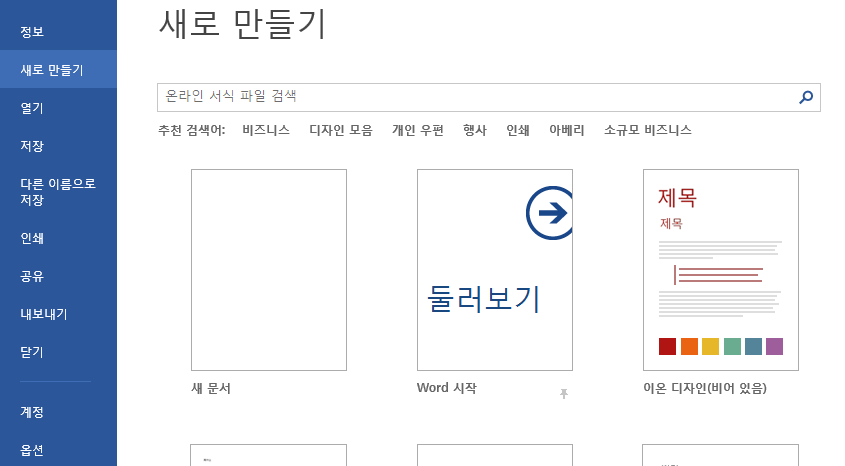 정보
새로 만들기
열기
저장
다른 이름으로
저장
인쇄
공유
내보내기
닫기
계정
옵션
새로 만들기
온라인 서식 파일 검색
추천 검색어: 비즈니스 디자인 모음 개인 우편 행사 인쇄 아베리 소규모 비즈니스
둘러보기
제목
제목
새 문서
Word 시작
이온 디자인(비어 있음)